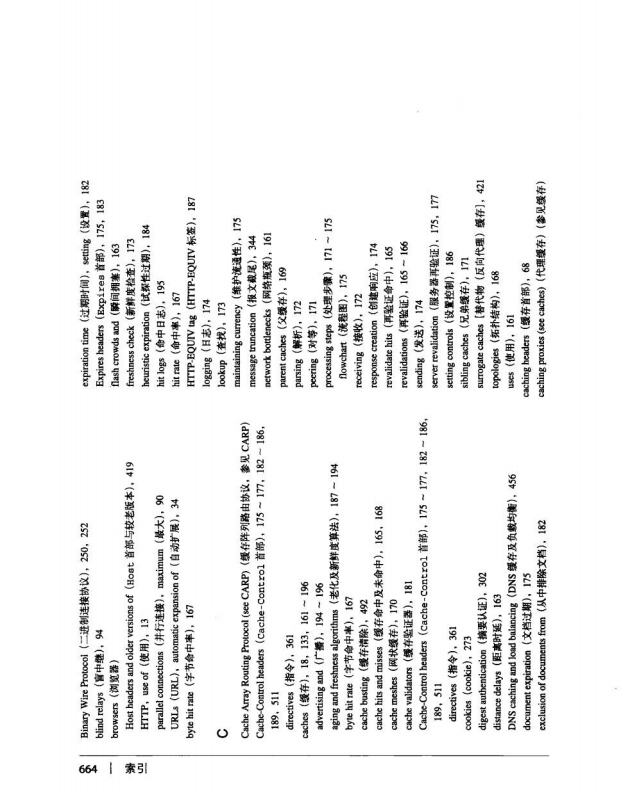 Binary Wire Protocol（二进制连接协议），250，252
blind relays（盲中继），94
browsers（浏览器）
Host headers and older versions of（Host 首部与较老版本），419
HTTP，use of（使用），13
parallel connections（并行连接），maximum（最大），90
URLs（URL），automatic expansion of（自动扩展），34
byte hit rate（字节命中率），167
C
Cache Array Routing Protocol (see CARP)（缓存阵列路由协议，参见 CARP）
Cache-Control headers（Cache-Control 首部），175 ~ 177，182 ~ 186，
189，511
directives（指令），361
caches（缓存），18，133，161 ~ 196
advertising and（广播），194 ~ 196
aging and freshness algorithms（老化及新鲜度算法），187 ~ 194
byte hit rate（字节命中率），167
cache busting（缓存清除），492
cache hits and misses（缓存命中及未命中），165，168
cache meshes（网状缓存），170
cache validators（缓存验证器），181
Cache-Control headers（Cache-Control 首部），175 ~ 177，182 ~ 186，
189，511
directives（指令），361
cookies（cookie），273
digest authentication（摘要认证），302
distance delays（距离时延），163
DNS caching and load balancing（DNS 缓存及负载均衡），456
document expiration（文档过期），175
exclusion of documents from（从中排除文档），182
expiration time（过期时间），setting（设置），182
Expires headers（Expires 首部），175，183
flash crowds and（瞬间拥塞），163
freshness check（新鲜度检查），173
heuristic expiration（试探性过期），184
hit logs（命中日志），195
hit rate（命中率），167
HTTP-EQUIV tag（HTTP-EQUIV 标签），187
logging（日志），174
lookup（查找），173
maintaining currency（维护流通性），175
message truncation（报文截尾），344
network bottlenecks（网络瓶颈），161
parent caches（父缓存），169
parsing（解析），172
peering（对等），171
processing steps（处理步骤），171 ~ 175
flowchart（流程图），175
receiving（接收），172
response creation（创建响应），174
revalidate hits（再验证命中），165
revalidations（再验证），165 ~ 166
sending（发送），174
server revalidation（服务器再验证），175，177
setting controls（设置控制），186
sibling caches（兄弟缓存），171
surrogate caches［替代物（反向代理）缓存］，421
topologies（拓扑结构），168
uses（使用），161
caching headers（缓存首部），68
caching proxies (see caches)（代理缓存）（参见缓存）
664 | 索引